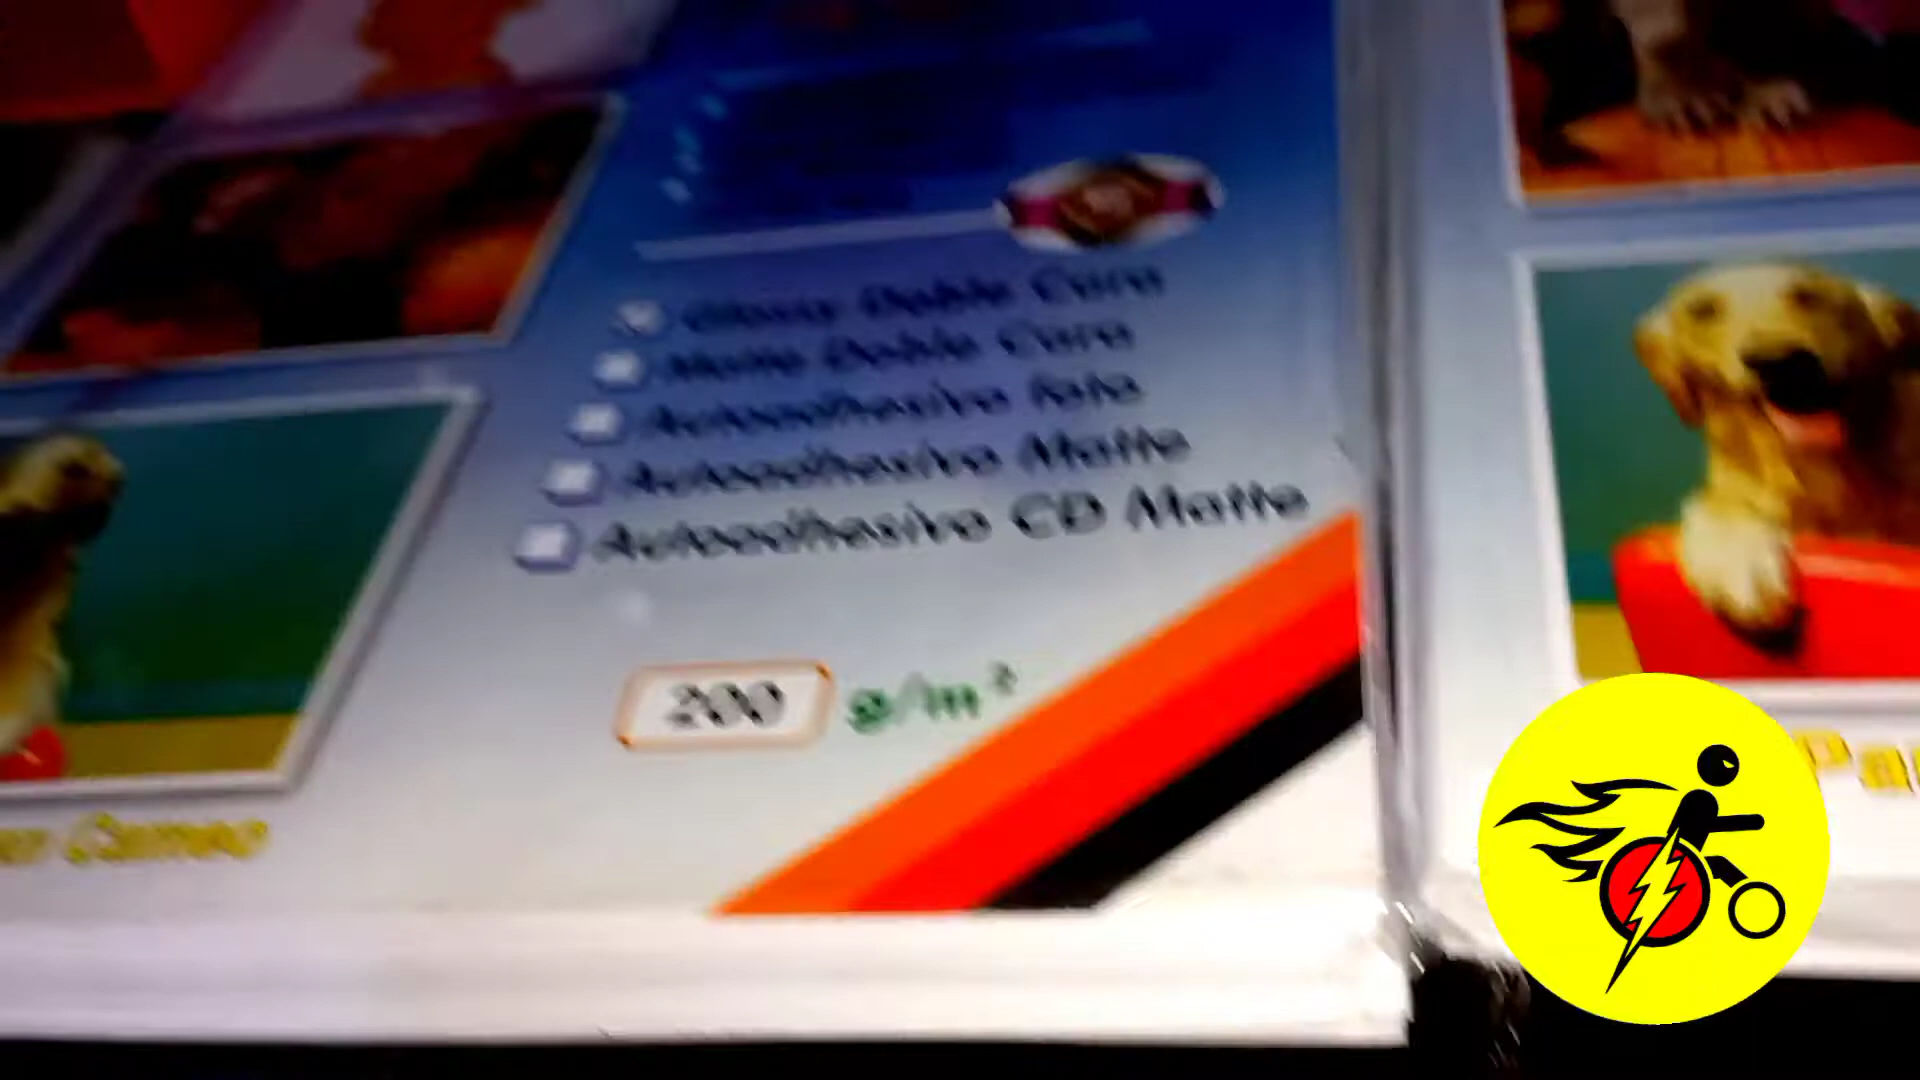 Glossy Doble Cara
Matte Doble Cara
Autoadhesivo foto
Autoadhesivo Matte
Autoadhesivo CD Matte
200 g/m²